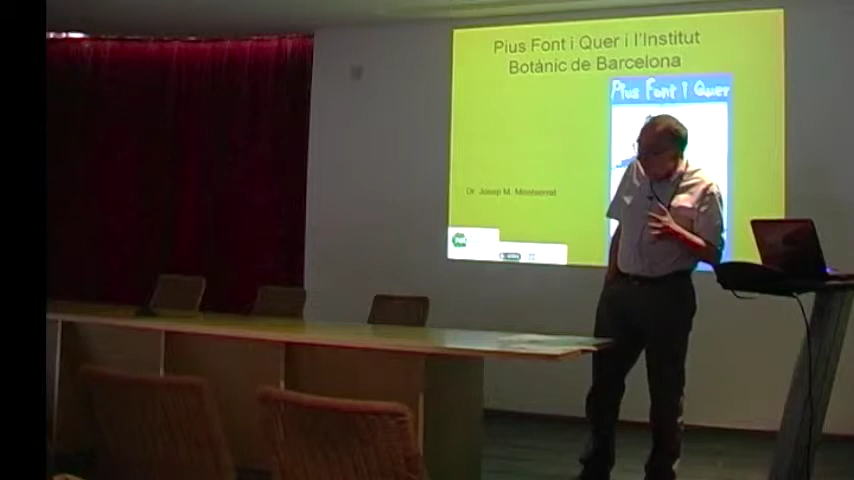 Pius Font i Quer i l'Institut
Botànic de Barcelona
Pius Font i Quer
Dr. Josep M. Montserrat